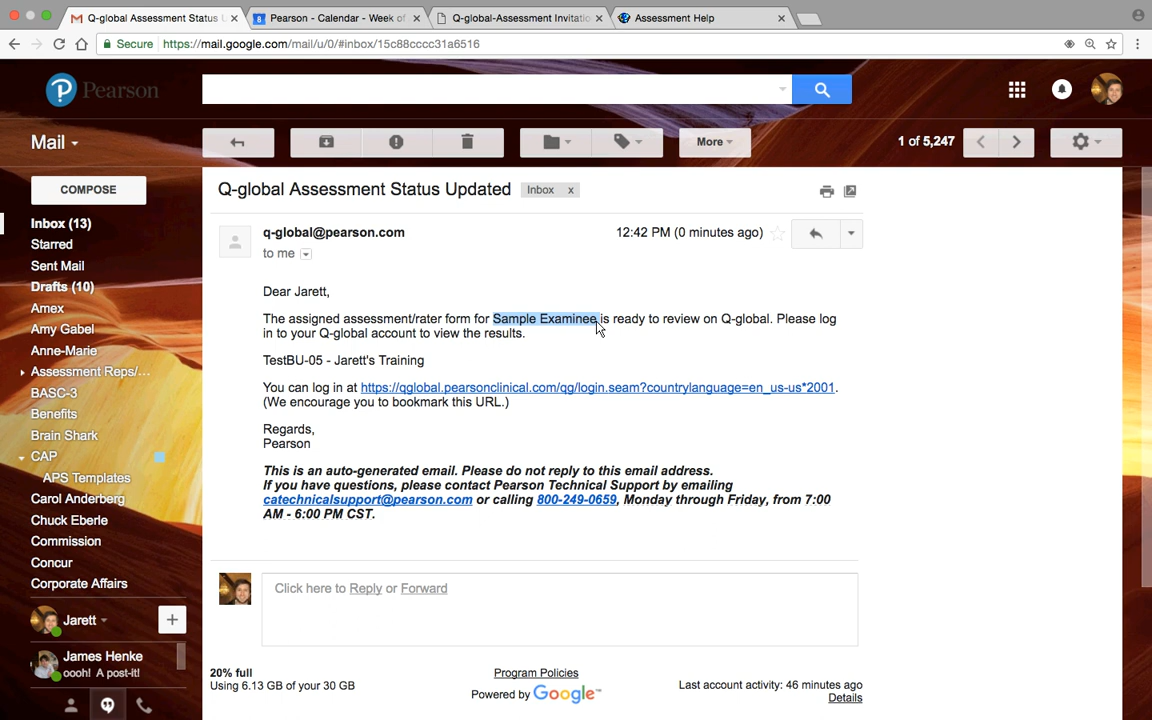 Q-global Assessment Status U
Pearson - Calendar - Week of
Q-global-Assessment Invitatio
Assessment Help
Secure
https://mail.google.com/mail/u/0/#inbox/15c88cccc31a6516
Pearson
Mail
More
1 of 5,247
COMPOSE
Q-global Assessment Status Updated
Inbox x
Inbox (13)
Starred
Sent Mail
Drafts (10)
Amex
Amy Gabel
Anne-Marie
Assessment Reps/...
BASC-3
Benefits
Brain Shark
CAP
APS Templates
Carol Anderberg
Chuck Eberle
Commission
Concur
Corporate Affairs
Jarett
James Henke
oooh! A post-it!
q-global@pearson.com
12:42 PM (0 minutes ago)
to me
Dear Jarett,
The assigned assessment/rater form for Sample Examinee is ready to review on Q-global. Please log
in to your Q-global account to view the results.
TestBU-05 - Jarett's Training
You can log in at https://qglobal.pearsonclinical.com/qg/login.seam?countrylanguage=en_us-us*2001.
(We encourage you to bookmark this URL.)
Regards,
Pearson
This is an auto-generated email. Please do not reply to this email address.
If you have questions, please contact Pearson Technical Support by emailing
catechnicalsupport@pearson.com or calling 800-249-0659, Monday through Friday, from 7:00
AM - 6:00 PM CST.
Click here to Reply or Forward
20% full
Using 6.13 GB of your 30 GB
Program Policies
Powered by Google™
Last account activity: 46 minutes ago
Details